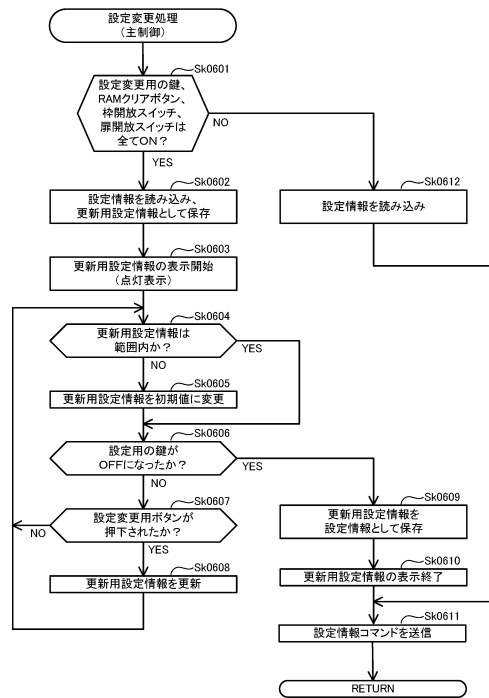 設定変更処理
（主制御）
Sk0601
設定変更用の鍵、
RAMクリアボタン、
枠開放スイッチ、
扉開放スイッチは
全てON？
NO
YES
Sk0602
設定情報を読み込み、
更新用設定情報として保存
Sk0612
設定情報を読み込み
Sk0603
更新用設定情報の表示開始
（点灯表示）
Sk0604
更新用設定情報は
範囲内か？
YES
NO
Sk0605
更新用設定情報を初期値に変更
Sk0606
設定用の鍵が
OFFになったか？
YES
NO
Sk0607
設定変更用ボタンが
押下されたか？
NO
YES
Sk0608
更新用設定情報を更新
Sk0609
更新用設定情報を
設定情報として保存
Sk0610
更新用設定情報の表示終了
Sk0611
設定情報コマンドを送信
RETURN